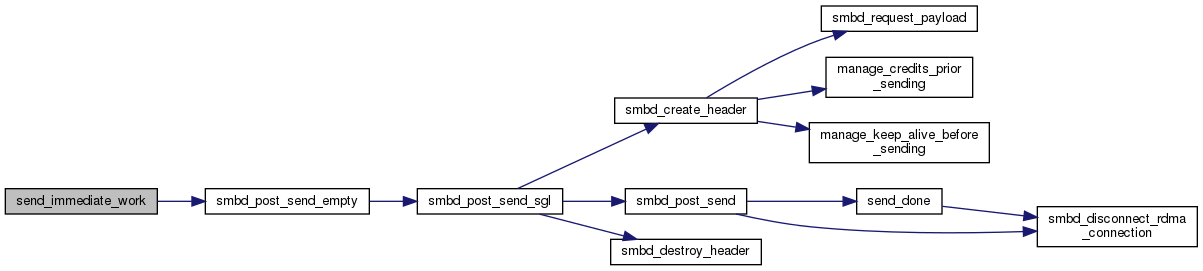 smbd_request_payload
manage_credits_prior
_sending
smbd_create_header
manage_keep_alive_before
_sending
send_immediate_work
smbd_post_send_empty
smbd_post_send_sgl
smbd_post_send
send_done
smbd_disconnect_rdma
_connection
smbd_destroy_header